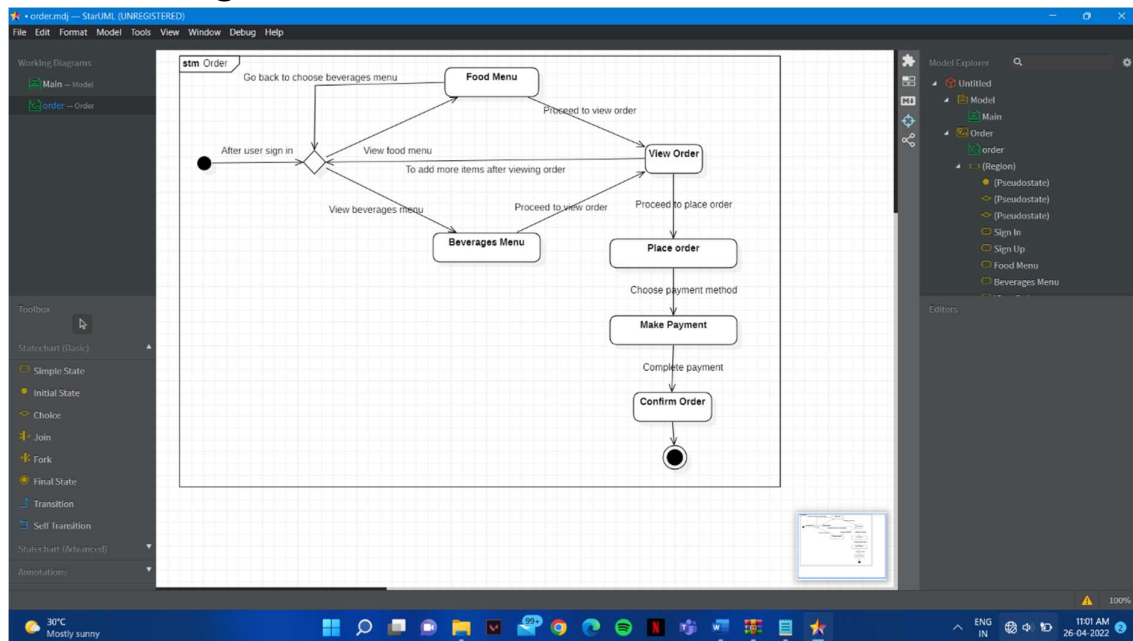 order.mdj — StarUML (UNREGISTERED)
File Edit Format Model Tools View Window Debug Help
Working Diagrams
Main — Model
order — Order
Toolbox
Statechart (Basic)
Simple State
Initial State
Choice
Join
Fork
Final State
Transition
Self Transition
Statechart (Advanced)
Annotations
stm Order
Go back to choose beverages menu
Food Menu
Proceed to view order
After user sign in
View food menu
View Order
To add more items after viewing order
View beverages menu
Proceed to view order
Proceed to place order
Beverages Menu
Place order
Choose payment method
Make Payment
Complete payment
Confirm Order
Model Explorer
Untitled
Model
Main
Order
order
(Region)
(Pseudostate)
(Pseudostate)
(Pseudostate)
Sign In
Sign Up
Food Menu
Beverages Menu
Editors
100%
30°C
Mostly sunny
99+
ENG
IN
11:01 AM
26-04-2022
2